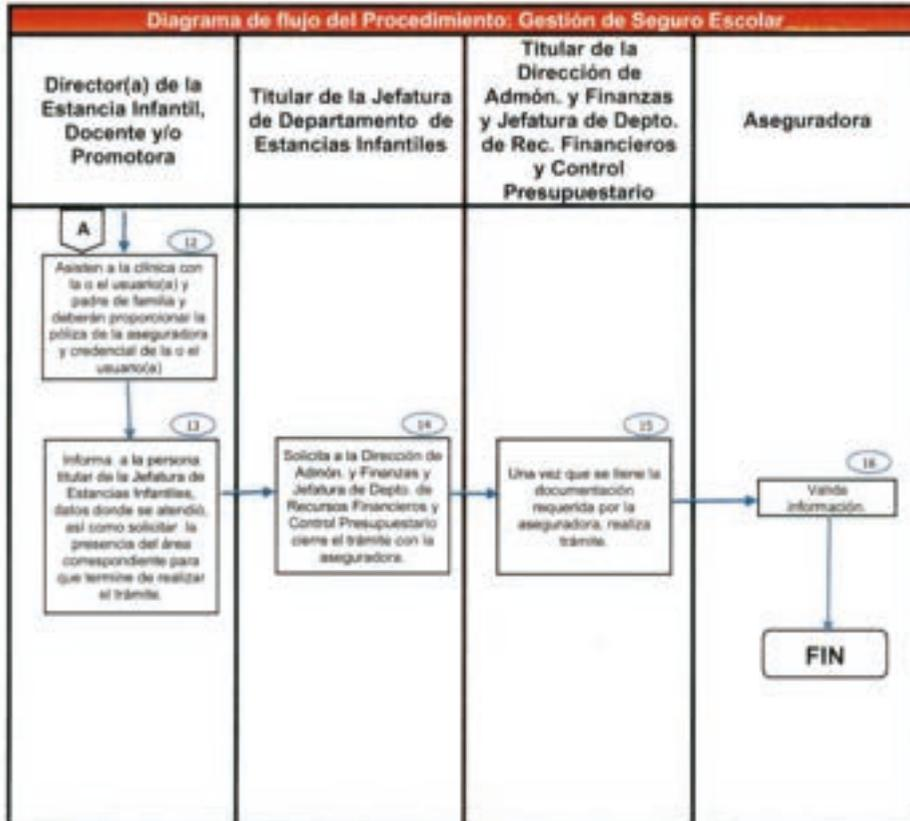 Diagrama de flujo del Procedimiento: Gestión de Seguro Escolar
Director(a) de la
Estancia Infantil,
Docente y/o
Promotora
Titular de la Jefatura
de Departamento de
Estancias Infantiles
Titular de la
Dirección de
Admón. y Finanzas
y Jefatura de Depto.
de Rec. Financieros
y Control
Presupuestario
Aseguradora
A
12
Asisten a la clínica con
la o el usuario(a) y
padre de familia y
deberán proporcionar la
póliza de la aseguradora
y credencial de la o el
usuario(a)
13
Informa a la persona
titular de la Jefatura de
Estancias Infantiles,
datos donde se atendió,
así como solicitar la
presencia del área
correspondiente para
que termine de realizar
el trámite.
14
Solicita a la Dirección de
Admón. y Finanzas y
Jefatura de Depto. de
Recursos Financieros y
Control Presupuestario
cierre el trámite con la
aseguradora.
15
Una vez que se tiene la
documentación
requerida por la
aseguradora, realiza
trámite.
16
Valida
información.
FIN